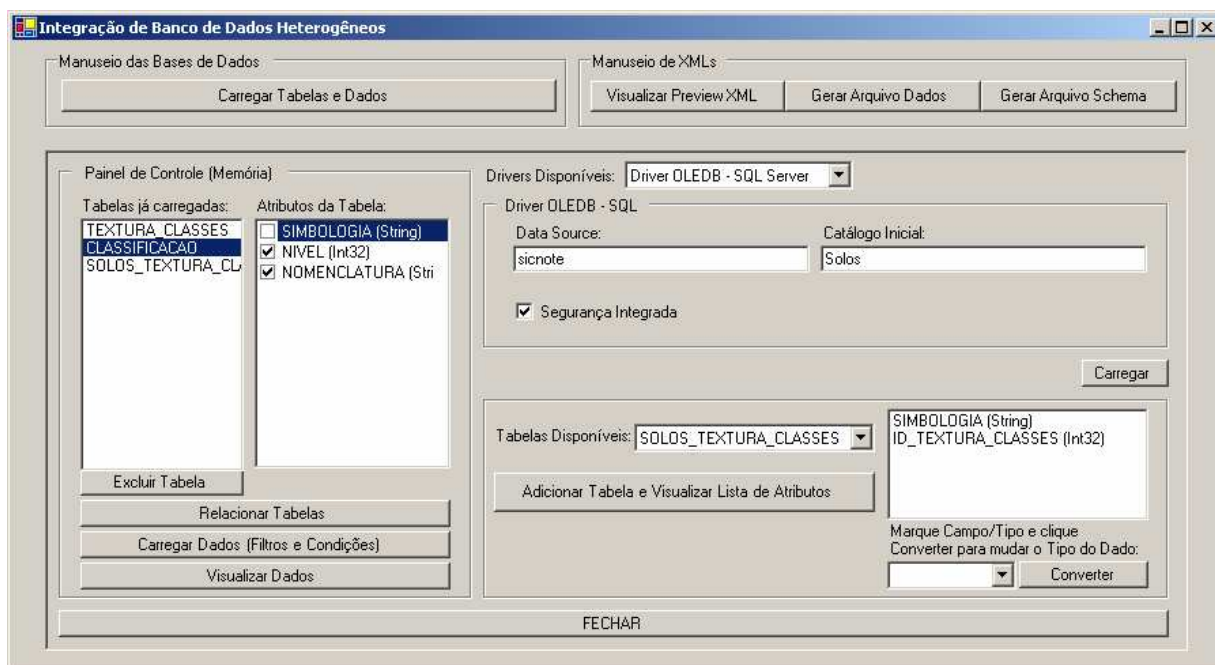 Integração de Banco de Dados Heterogêneos
Manuseio das Bases de Dados
Carregar Tabelas e Dados
Manuseio de XMLs
Visualizar Preview XML
Gerar Arquivo Dados
Gerar Arquivo Schema
Painel de Controle (Memória)
Tabelas já carregadas:
TEXTURA_CLASSES
CLASSIFICACAO
SOLOS_TEXTURA_CL
Atributos da Tabela:
SIMBOLOGIA (String)
NIVEL (Int32)
NOMENCLATURA (Stri
Excluir Tabela
Relacionar Tabelas
Carregar Dados (Filtros e Condições)
Visualizar Dados
Drivers Disponíveis: Driver OLEDB - SQL Server
Driver OLEDB - SQL
Data Source:
sicnote
Catálogo Inicial:
Solos
Segurança Integrada
Carregar
Tabelas Disponíveis: SOLOS_TEXTURA_CLASSES
Adicionar Tabela e Visualizar Lista de Atributos
SIMBOLOGIA (String)
ID_TEXTURA_CLASSES (Int32)
Marque Campo/Tipo e clique
Converter para mudar o Tipo do Dado:
Converter
FECHAR